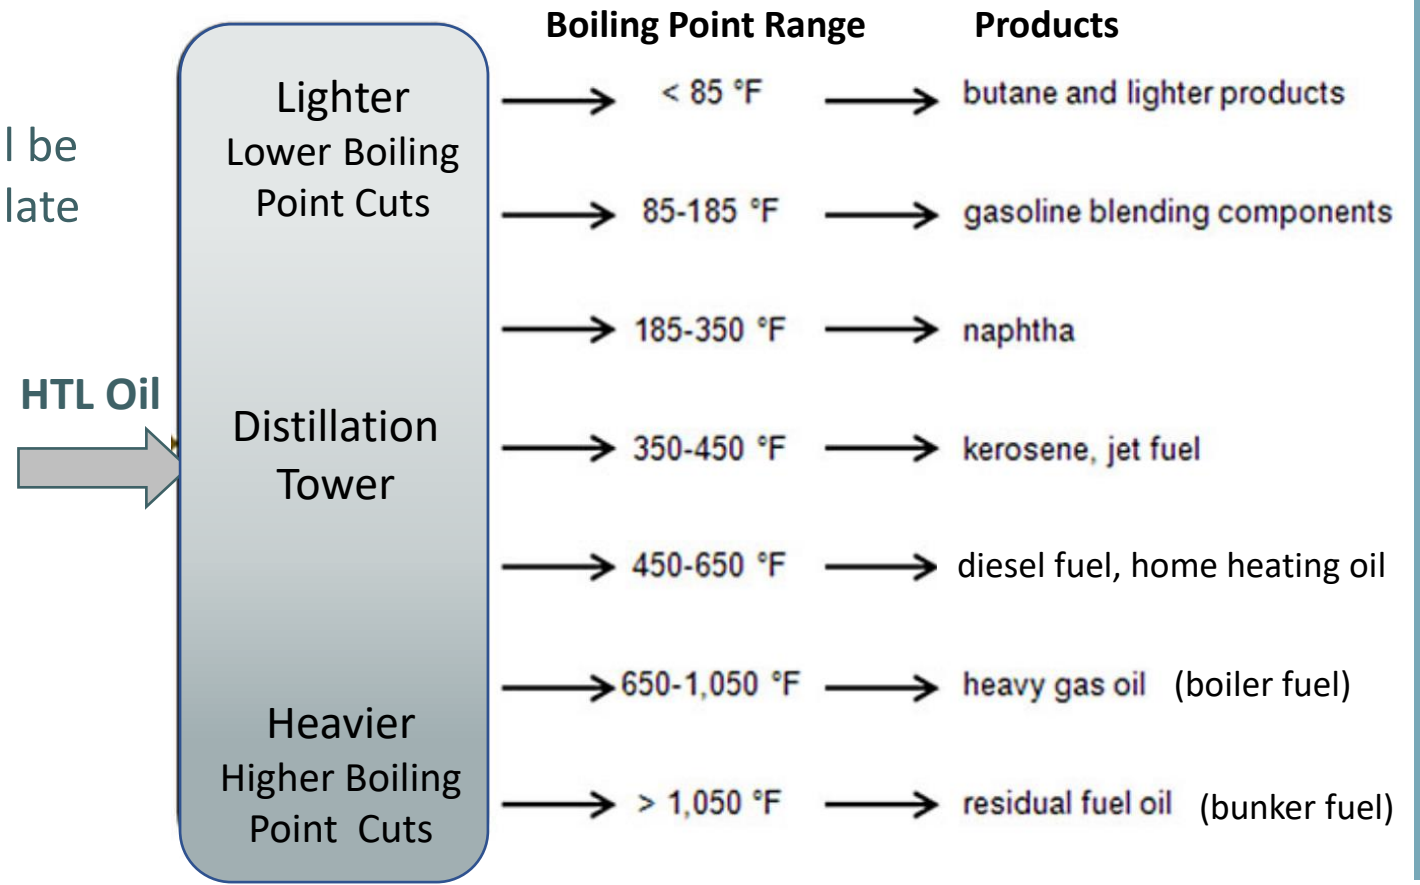 Boiling Point Range Products
Lighter
Lower Boiling
Point Cuts
l be
late
HTL Oil
Distillation
Tower
Heavier
Higher Boiling
Point Cuts
< 85 °F butane and lighter products
85-185 °F gasoline blending components
185-350 °F naphtha
350-450 °F kerosene, jet fuel
450-650 °F diesel fuel, home heating oil
650-1,050 °F heavy gas oil (boiler fuel)
> 1,050 °F residual fuel oil (bunker fuel)